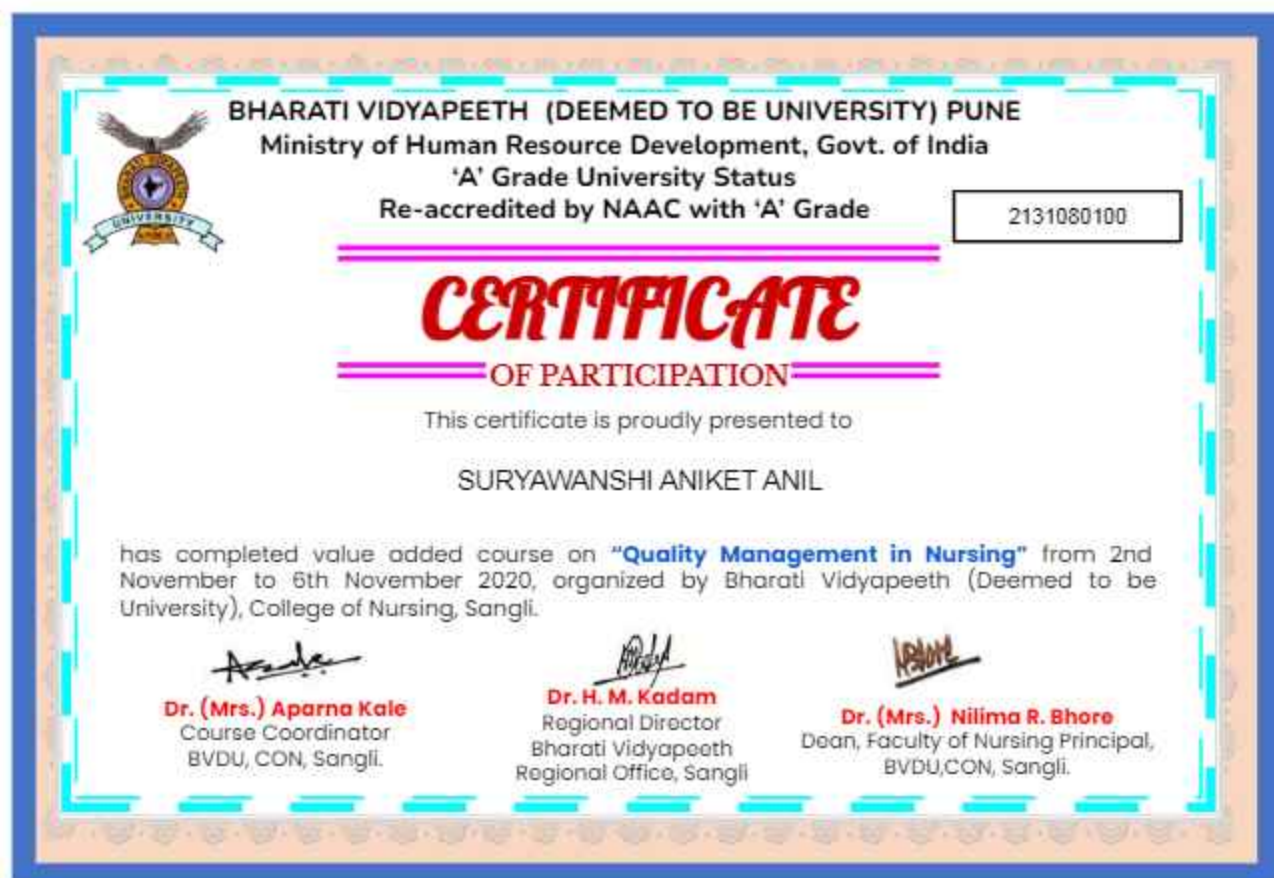 BHARATI VIDYAPEETH (DEEMED TO BE UNIVERSITY) PUNE
Ministry of Human Resource Development, Govt. of India
‘A’ Grade University Status
Re-accredited by NAAC with ‘A’ Grade
2131080100
BHARATI VIDYAPEETH
UNIVERSITY
CERTIFICATE
OF PARTICIPATION
This certificate is proudly presented to
SURYAWANSHI ANIKET ANIL
has completed value added course on “Quality Management in Nursing” from 2nd
November to 6th November 2020, organized by Bharati Vidyapeeth (Deemed to be
University), College of Nursing, Sangli.
Dr. (Mrs.) Aparna Kale
Course Coordinator
BVDU, CON, Sangli.
Dr. H. M. Kadam
Regional Director
Bharati Vidyapeeth
Regional Office, Sangli
Dr. (Mrs.) Nilima R. Bhore
Dean, Faculty of Nursing Principal,
BVDU,CON, Sangli.